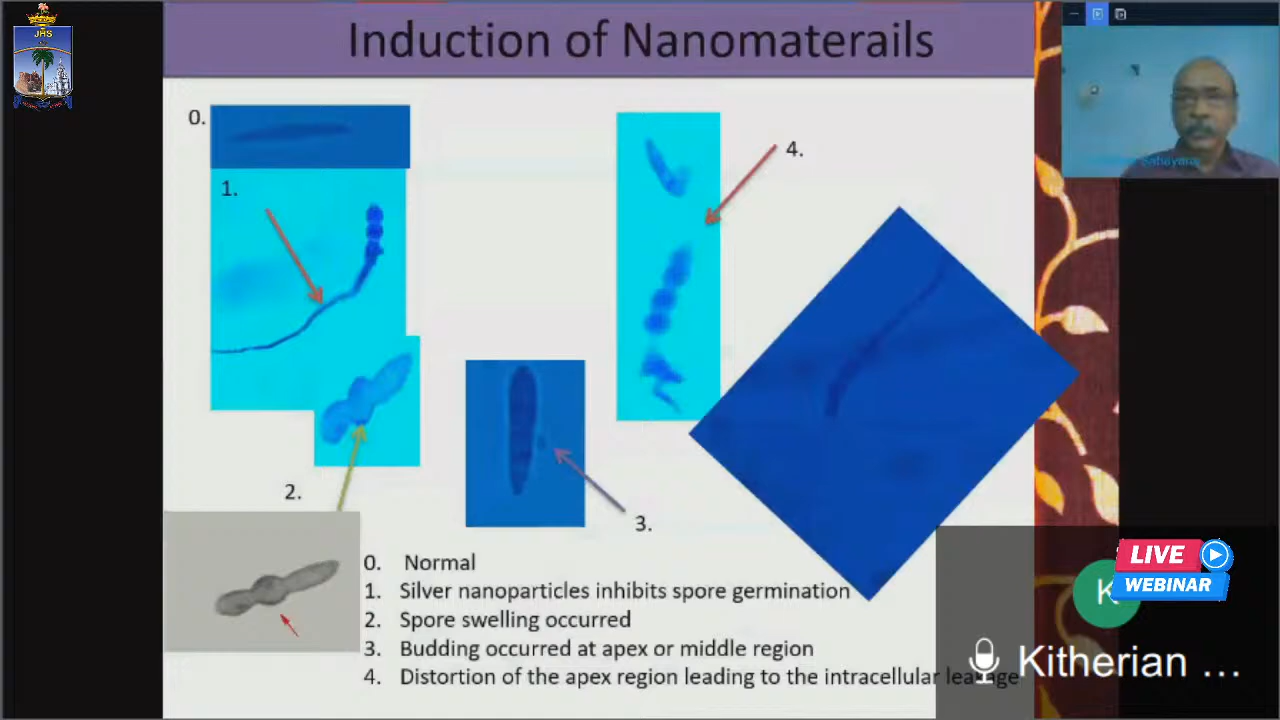 JHS
Induction of Nanomaterails
0.
1.
4.
2.
3.
0. Normal
1. Silver nanoparticles inhibits spore germination
2. Spore swelling occurred
3. Budding occurred at apex or middle region
4. Distortion of the apex region leading to the intracellular leakage
Sahayaraj
LIVE
WEBINAR
K
Kitherian ...